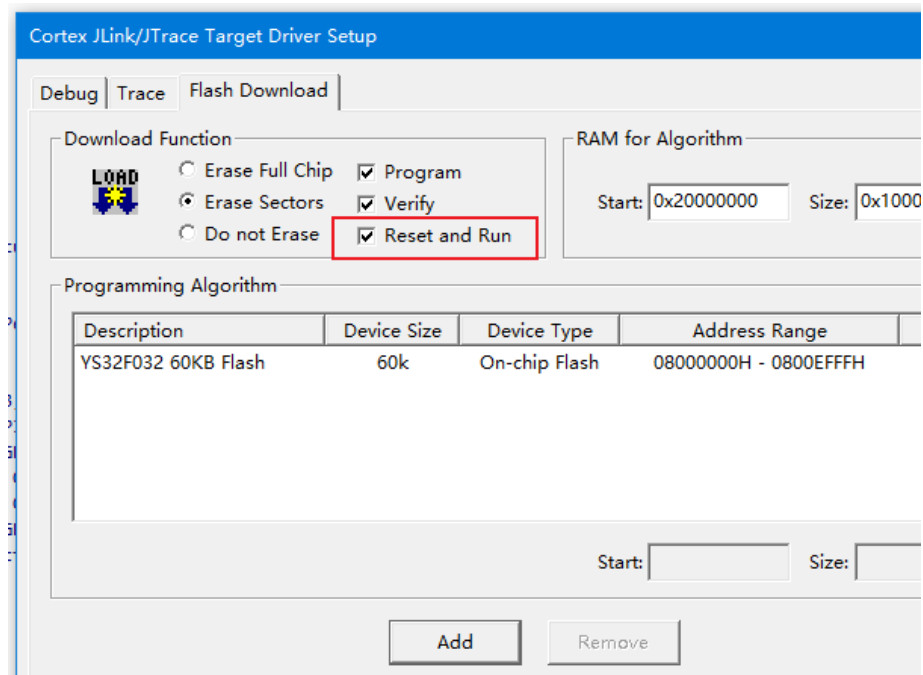 Cortex JLink/JTrace Target Driver Setup
Debug Trace Flash Download
Download Function
LOAD
Erase Full Chip
Erase Sectors
Do not Erase
Program
Verify
Reset and Run
RAM for Algorithm
Start: 0x20000000 Size: 0x1000
Programming Algorithm
Description Device Size Device Type Address Range
YS32F032 60KB Flash 60k On-chip Flash 08000000H - 0800EFFFH
Start: Size:
Add Remove